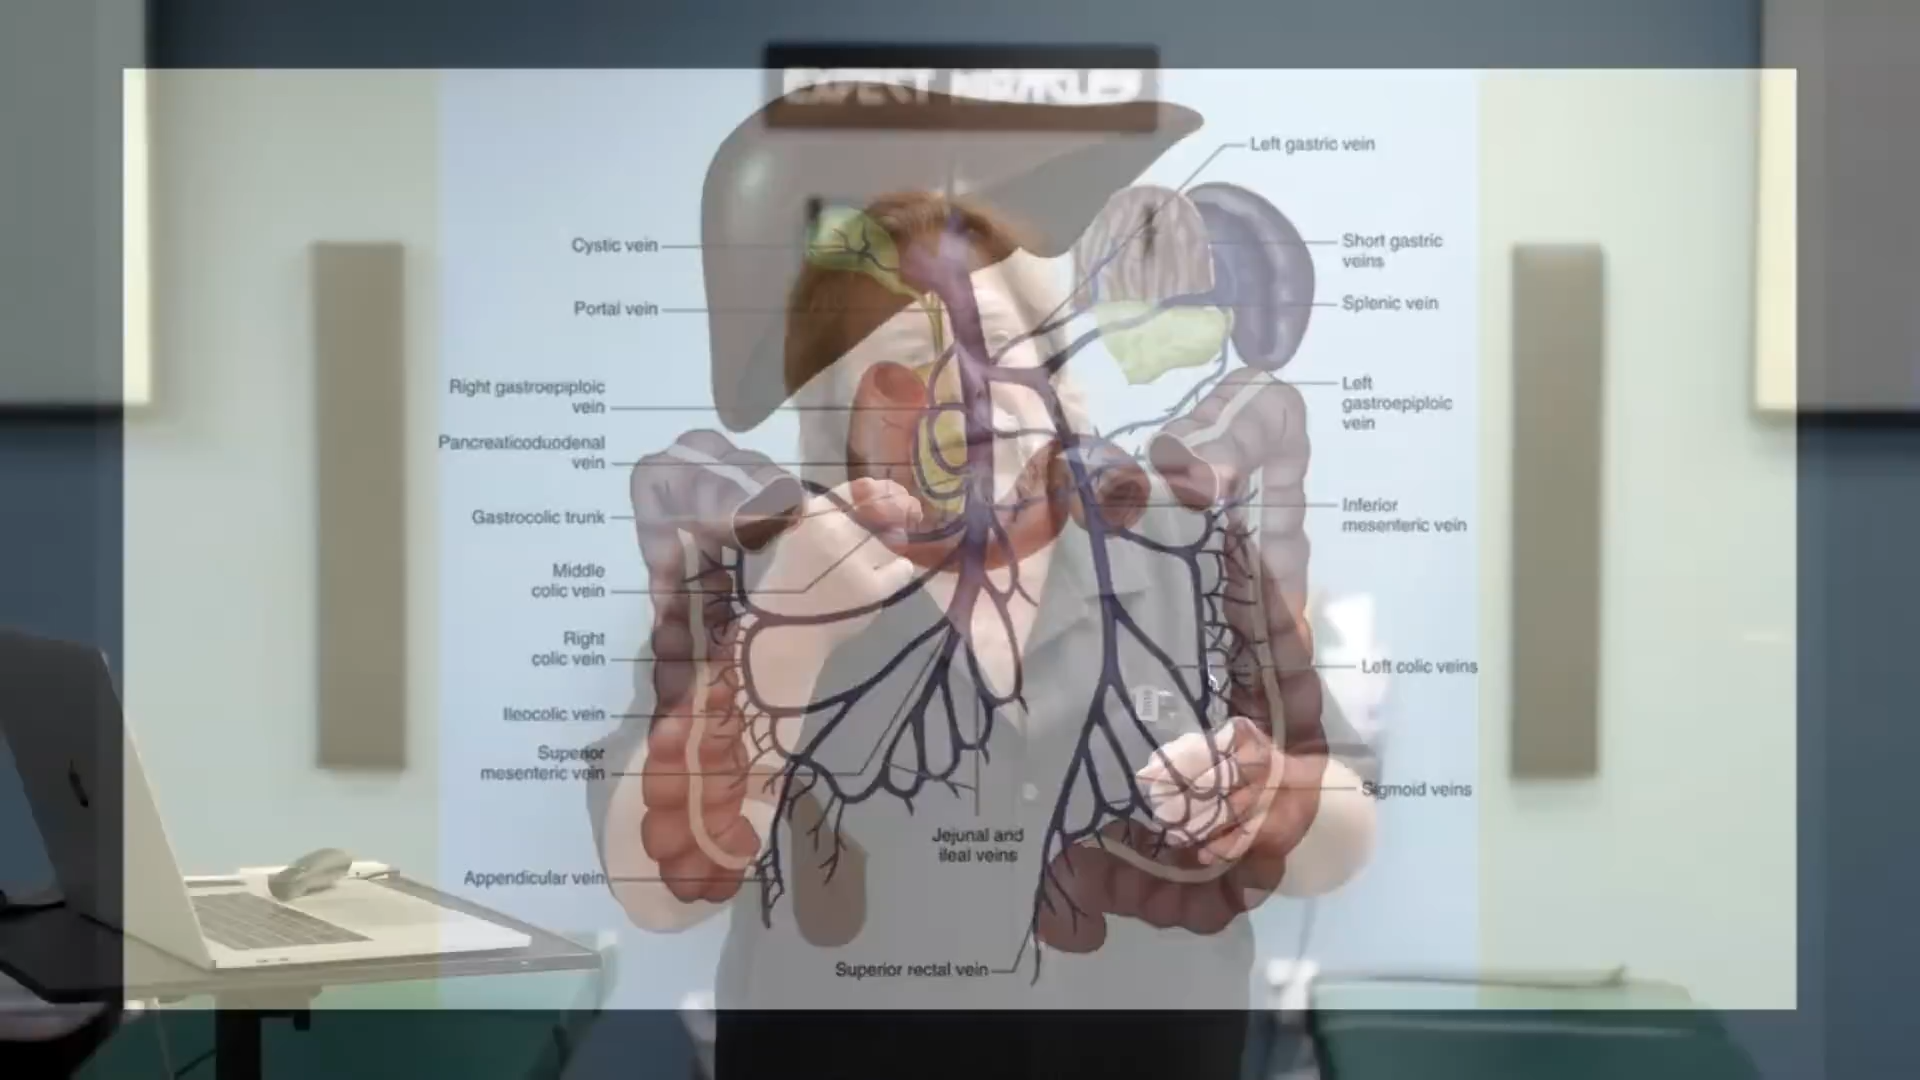 EXPECT MIRACLES
Left gastric vein
Cystic vein
Short gastric
veins
Portal vein
Splenic vein
Right gastroepiploic
vein
Left
gastroepiploic
vein
Pancreaticoduodenal
vein
Gastrocolic trunk
Inferior
mesenteric vein
Middle
colic vein
Right
colic vein
Left colic veins
Ileocolic vein
Superior
mesenteric vein
Sigmoid veins
Jejunal and
ileal veins
Appendicular vein
Superior rectal vein